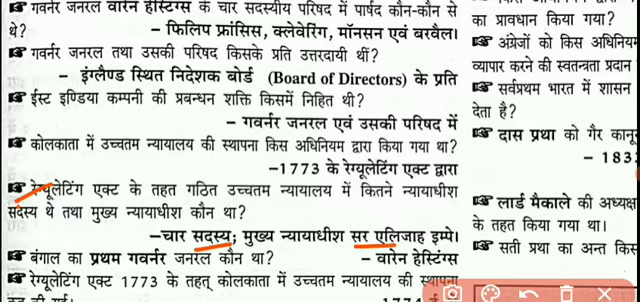 ☞ गवर्नर जनरल वारेन हेस्टिंग्स के चार सदस्यीय परिषद में पार्षद कौन-कौन से
थे? – फिलिप फ्रांसिस, क्लेवेरिंग, मॉनसन एवं बरवैल।
☞ गवर्नर जनरल तथा उसकी परिषद किसके प्रति उत्तरदायी थीं?
– इंग्लैण्ड स्थित निदेशक बोर्ड (Board of Directors) के प्रति
☞ ईस्ट इण्डिया कम्पनी की प्रबन्धन शक्ति किसमें निहित थी?
– गवर्नर जनरल एवं उसकी परिषद में
☞ कोलकाता में उच्चतम न्यायालय की स्थापना किस अधिनियम द्वारा किया गया था?
–1773 के रेग्यूलेटिंग एक्ट द्वारा
☞ रेग्यूलेटिंग एक्ट के तहत गठित उच्चतम न्यायालय में कितने न्यायाधीश
सदस्य थे तथा मुख्य न्यायाधीश कौन था?
–चार सदस्य; मुख्य न्यायाधीश सर एलिजाह इम्पे।
☞ बंगाल का प्रथम गवर्नर जनरल कौन था? – वारेन हेस्टिंग्स
☞ रेग्यूलेटिंग एक्ट 1773 के तहत् कोलकाता में उच्चतम न्यायालय की स्थापना
का प्रावधान किया गया?
☞ अंग्रेजों को किस अधिनियम
व्यापार करने की स्वतन्त्रता प्रदान
☞ सर्वप्रथम भारत में शासन
देता है?
☞ दास प्रथा को गैर कानू
– 183
☞ लार्ड मैकाले की अध्यक्ष
के तहत किया गया था।
☞ सती प्रथा का अन्त किस